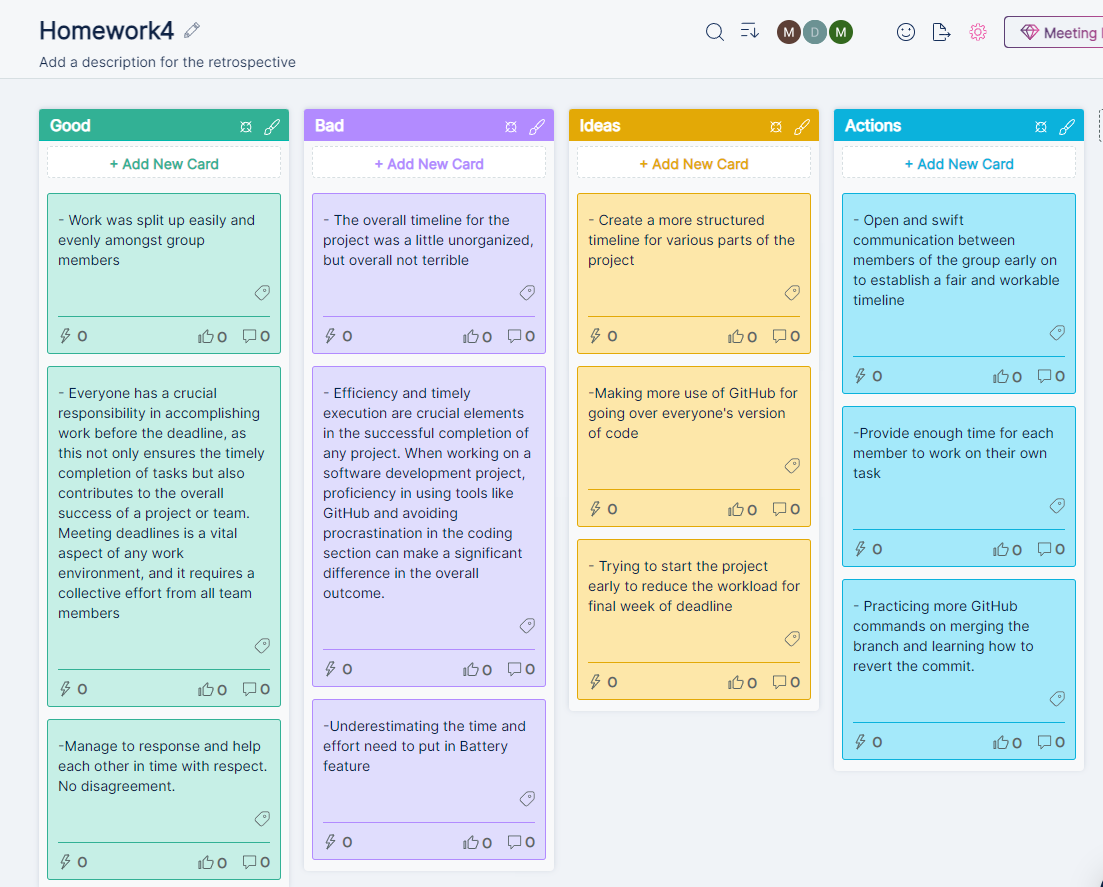 Homework4
Add a description for the retrospective
M D M
Meeting
Good
+ Add New Card
- Work was split up easily and
evenly amongst group
members
0 0 0
- Everyone has a crucial
responsibility in accomplishing
work before the deadline, as
this not only ensures the timely
completion of tasks but also
contributes to the overall
success of a project or team.
Meeting deadlines is a vital
aspect of any work
environment, and it requires a
collective effort from all team
members
0 0 0
-Manage to response and help
each other in time with respect.
No disagreement.
0 0 0
Bad
+ Add New Card
- The overall timeline for the
project was a little unorganized,
but overall not terrible
0 0 0
- Efficiency and timely
execution are crucial elements
in the successful completion of
any project. When working on a
software development project,
proficiency in using tools like
GitHub and avoiding
procrastination in the coding
section can make a significant
difference in the overall
outcome.
0 0 0
-Underestimating the time and
effort need to put in Battery
feature
0 0 0
Ideas
+ Add New Card
- Create a more structured
timeline for various parts of the
project
0 0 0
-Making more use of GitHub for
going over everyone's version
of code
0 0 0
- Trying to start the project
early to reduce the workload for
final week of deadline
0 0 0
Actions
+ Add New Card
- Open and swift
communication between
members of the group early on
to establish a fair and workable
timeline
0 0 0
-Provide enough time for each
member to work on their own
task
0 0 0
- Practicing more GitHub
commands on merging the
branch and learning how to
revert the commit.
0 0 0